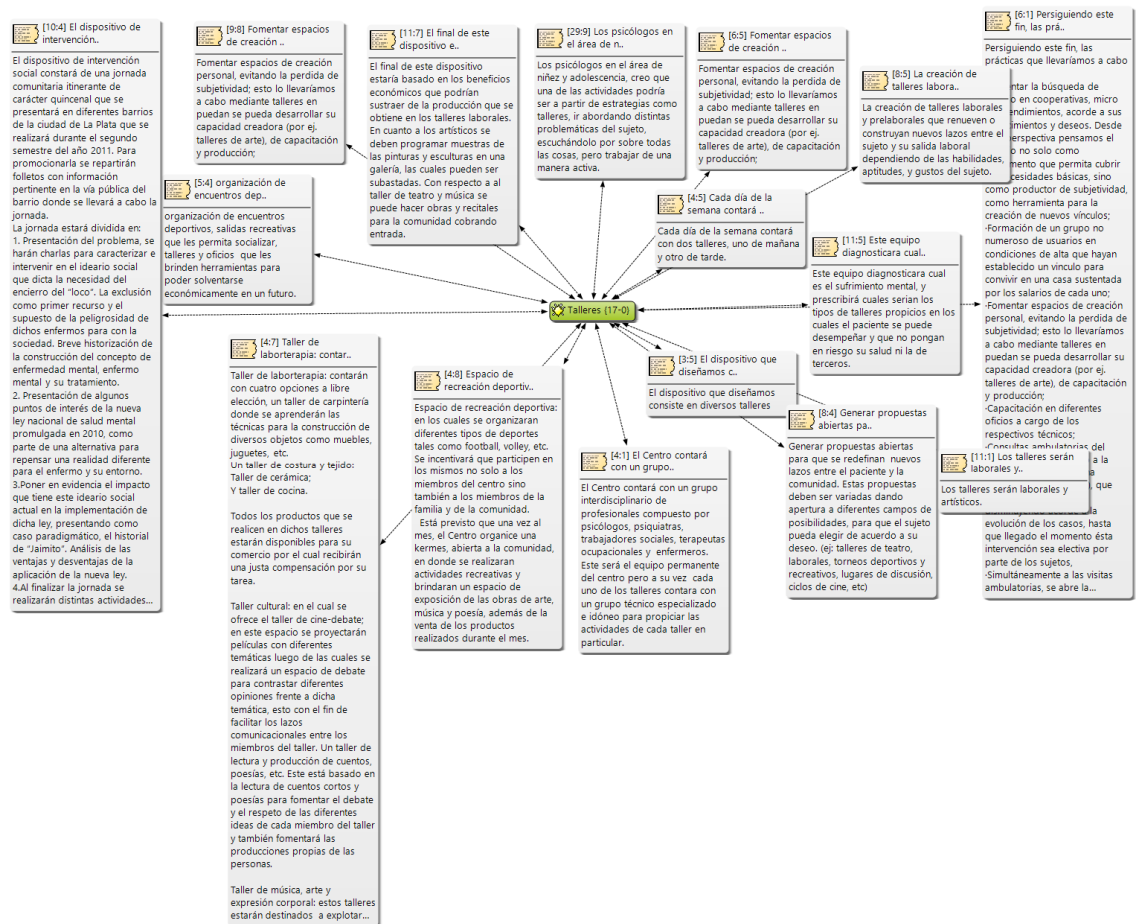 [10:4] El dispositivo de
intervención..
El dispositivo de intervención
social constará de una jornada
comunitaria itinerante de
carácter quincenal que se
presentará en diferentes barrios
de la ciudad de La Plata que se
realizará durante el segundo
semestre del año 2011. Para
promocionarla se repartirán
folletos con información
pertinente en la vía pública del
barrio donde se llevará a cabo la
jornada.
La jornada estará dividida en:
1. Presentación del problema, se
harán charlas para caracterizar e
intervenir en el ideario social
que dicta la necesidad del
encierro del "loco". La exclusión
como primer recurso y el
supuesto de la peligrosidad de
dichos enfermos para con la
sociedad. Breve historización de
la construcción del concepto de
enfermedad mental, enfermo
mental y su tratamiento.
2. Presentación de algunos
puntos de interés de la nueva
ley nacional de salud mental
promulgada en 2010, como
parte de una alternativa para
repensar una realidad diferente
para el enfermo y su entorno.
3.Poner en evidencia el impacto
que tiene este ideario social
actual en la implementación de
dicha ley, presentando como
caso paradigmático, el historial
de "Jaimito". Análisis de las
ventajas y desventajas de la
aplicación de la nueva ley.
4.Al finalizar la jornada se
realizarán distintas actividades...
[9:8] Fomentar espacios
de creación ..
Fomentar espacios de creación
personal, evitando la perdida de
subjetividad; esto lo llevaríamos
a cabo mediante talleres en
puedan se pueda desarrollar su
capacidad creadora (por ej.
talleres de arte), de capacitación
y producción;
[5:4] organización de
encuentros dep..
organización de encuentros
deportivos, salidas recreativas
que les permita socializar,
talleres y oficios  que les
brinden herramientas para
poder solventarse
económicamente en un futuro.
[11:7] El final de este
dispositivo e..
El final de este dispositivo
estaría basado en los beneficios
económicos que podrían
sustraer de la producción que se
obtiene en los talleres laborales.
En cuanto a los artísticos se
deben programar muestras de
las pinturas y esculturas en una
galería, las cuales pueden ser
subastadas. Con respecto a al
taller de teatro y música se
puede hacer obras y recitales
para la comunidad cobrando
entrada.
[29:9] Los psicólogos en
el área de n..
Los psicólogos en el área de
niñez y adolescencia, creo que
una de las actividades podría
ser a partir de estrategias como
talleres, ir abordando distintas
problemáticas del sujeto,
escuchándolo por sobre todas
las cosas, pero trabajar de una
manera activa.
[6:5] Fomentar espacios
de creación ..
Fomentar espacios de creación
personal, evitando la perdida de
subjetividad; esto lo llevaríamos
a cabo mediante talleres en
puedan se pueda desarrollar su
capacidad creadora (por ej.
talleres de arte), de capacitación
y producción;
[4:5] Cada día de la
semana contará ..
Cada día de la semana contará
con dos talleres, uno de mañana
y otro de tarde.
[8:5] La creación de
talleres labora..
La creación de talleres laborales
y prelaborales que renueven o
construyan nuevos lazos entre el
sujeto y su salida laboral
dependiendo de las habilidades,
aptitudes, y gustos del sujeto.
[11:5] Este equipo
diagnosticara cual..
Este equipo diagnosticara cual
es el sufrimiento mental, y
prescribirá cuales serian los
tipos de talleres propicios en los
cuales el paciente se puede
desempeñar y que no pongan
en riesgo su salud ni la de
terceros.
[6:1] Persiguiendo este
fin, las prá..
Persiguiendo este fin, las
prácticas que llevaríamos a cabo
la búsqueda de
en cooperativas, micro
acorde a sus
y deseos. Desde
perspectiva pensamos el
no solo como
que permita cubrir
básicas, sino
como productor de subjetividad,
como herramienta para la
creación de nuevos vínculos;
-Formación de un grupo no
numeroso de usuarios en
condiciones de alta que hayan
establecido un vinculo para
convivir en una casa sustentada
por los salarios de cada uno;
-Fomentar espacios de creación
personal, evitando la perdida de
subjetividad; esto lo llevaríamos
a cabo mediante talleres en
puedan se pueda desarrollar su
capacidad creadora (por ej.
talleres de arte), de capacitación
y producción;
-Capacitación en diferentes
oficios a cargo de los
respectivos técnicos;
-Consultas ambulatorias del
a la
que
evolución de los casos, hasta
que llegado el momento ésta
intervención sea electiva por
parte de los sujetos,
-Simultáneamente a las visitas
ambulatorias, se abre la...
Talleres {17-0}
[4:7] Taller de
laborterapia: contar..
Taller de laborterapia: contarán
con cuatro opciones a libre
elección, un taller de carpintería
donde se aprenderán las
técnicas para la construcción de
diversos objetos como muebles,
juguetes, etc.
Un taller de costura y tejido:
Taller de cerámica;
Y taller de cocina.
Todos los productos que se
realicen en dichos talleres
estarán disponibles para su
comercio por el cual recibirán
una justa compensación por su
tarea.
Taller cultural: en el cual se
ofrece el taller de cine-debate;
en este espacio se proyectarán
películas con diferentes
temáticas luego de las cuales se
realizará un espacio de debate
para contrastar diferentes
opiniones frente a dicha
temática, esto con el fin de
facilitar los lazos
comunicacionales entre los
miembros del taller. Un taller de
lectura y producción de cuentos,
poesías, etc. Este está basado en
la lectura de cuentos cortos y
poesías para fomentar el debate
y el respeto de las diferentes
ideas de cada miembro del taller
y también fomentará las
producciones propias de las
personas.
Taller de música, arte y
expresión corporal: estos talleres
estarán destinados  a explotar...
[4:8] Espacio de
recreación deportiv..
Espacio de recreación deportiva:
en los cuales se organizaran
diferentes tipos de deportes
tales como football, volley, etc.
Se incentivará que participen en
los mismos no solo a los
miembros del centro sino
también a los miembros de la
familia y de la comunidad.
Está previsto que una vez al
mes, el Centro organice una
kermes, abierta a la comunidad,
en donde se realizaran
actividades recreativas y
brindaran un espacio de
exposición de las obras de arte,
música y poesía, además de la
venta de los productos
realizados durante el mes.
[4:1] El Centro contará
con un grupo..
El Centro contará con un grupo
interdisciplinario de
profesionales compuesto por
psicólogos, psiquiatras,
trabajadores sociales, terapeutas
ocupacionales y  enfermeros.
Este será el equipo permanente
del centro pero a su vez  cada
uno de los talleres contara con
un grupo técnico especializado
e idóneo para propiciar las
actividades de cada taller en
particular.
[3:5] El dispositivo que
diseñamos c..
El dispositivo que diseñamos
consiste en diversos talleres
[8:4] Generar propuestas
abiertas pa..
Generar propuestas abiertas
para que se redefinan  nuevos
lazos entre el paciente y la
comunidad. Estas propuestas
deben ser variadas dando
apertura a diferentes campos de
posibilidades, para que el sujeto
pueda elegir de acuerdo a su
deseo. (ej: talleres de teatro,
laborales, torneos deportivos y
recreativos, lugares de discusión,
ciclos de cine, etc)
[11:1] Los talleres serán
laborales y..
Los talleres serán laborales y
artísticos.